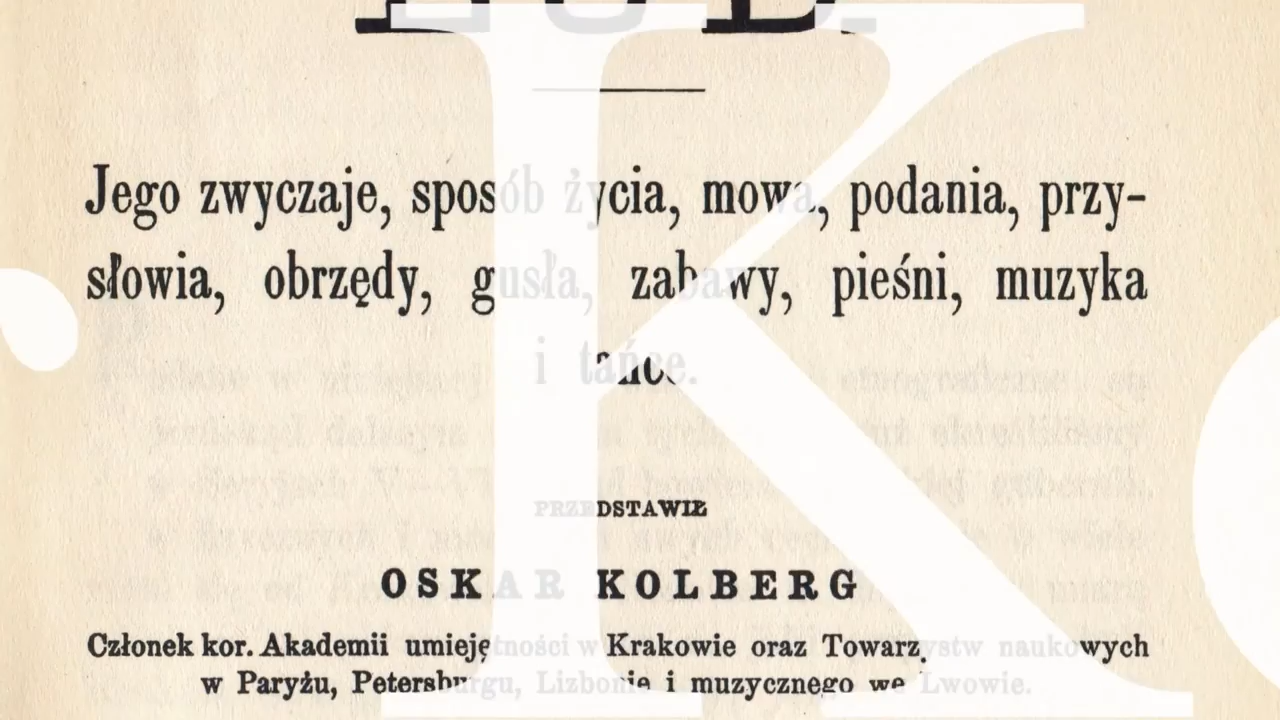 LUD
Jego zwyczaje, sposób życia, mowa, podania, przy-
słowia, obrzędy, gusła, zabawy, pieśni, muzyka
i tańce.
PRZEDSTAWIŁ
OSKAR KOLBERG
Członek kor. Akademii umiejętności w Krakowie oraz Towarzystw naukowych
w Paryżu, Petersburgu, Lizbonie i muzycznego we Lwowie.
K